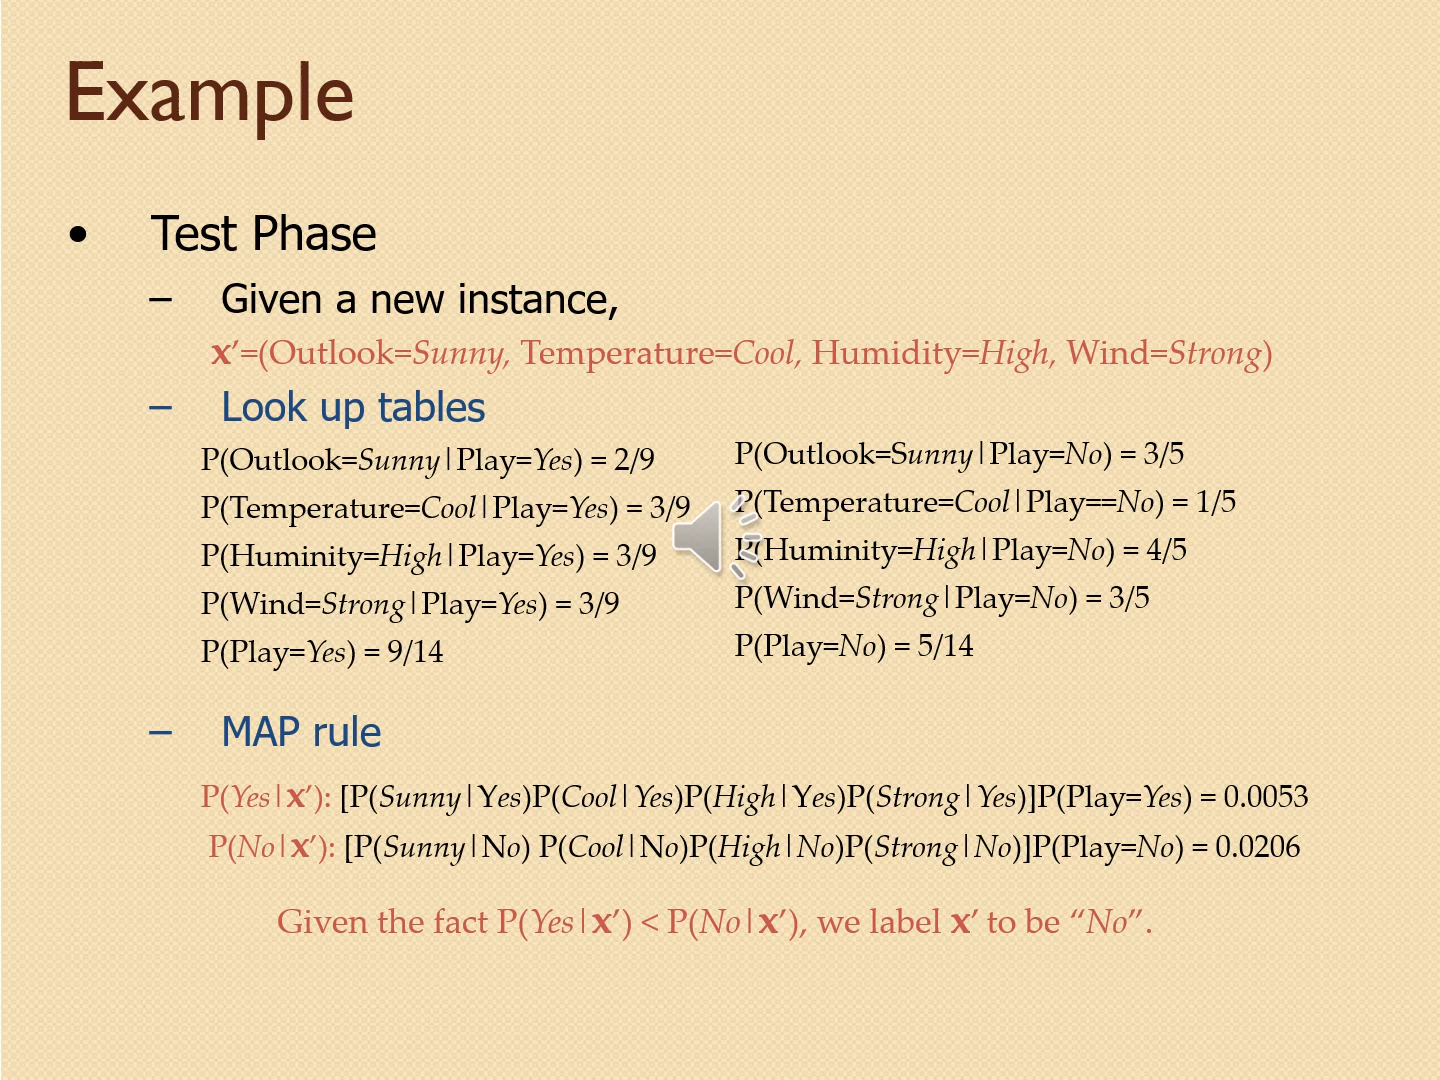 Example
• Test Phase
– Given a new instance,
x’=(Outlook=Sunny, Temperature=Cool, Humidity=High, Wind=Strong)
– Look up tables
P(Outlook=Sunny|Play=Yes) = 2/9
P(Temperature=Cool|Play=Yes) = 3/9
P(Huminity=High|Play=Yes) = 3/9
P(Wind=Strong|Play=Yes) = 3/9
P(Play=Yes) = 9/14
P(Outlook=Sunny|Play=No) = 3/5
P(Temperature=Cool|Play==No) = 1/5
P(Huminity=High|Play=No) = 4/5
P(Wind=Strong|Play=No) = 3/5
P(Play=No) = 5/14
– MAP rule
P(Yes|x’): [P(Sunny|Yes)P(Cool|Yes)P(High|Yes)P(Strong|Yes)]P(Play=Yes) = 0.0053
P(No|x’): [P(Sunny|No) P(Cool|No)P(High|No)P(Strong|No)]P(Play=No) = 0.0206
Given the fact P(Yes|x’) < P(No|x’), we label x’ to be “No”.